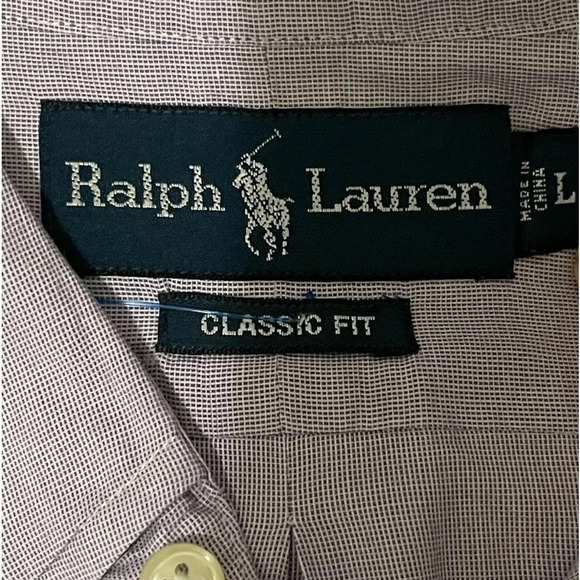 Ralph Lauren
MADE IN
CHINA
L
CLASSIC FIT